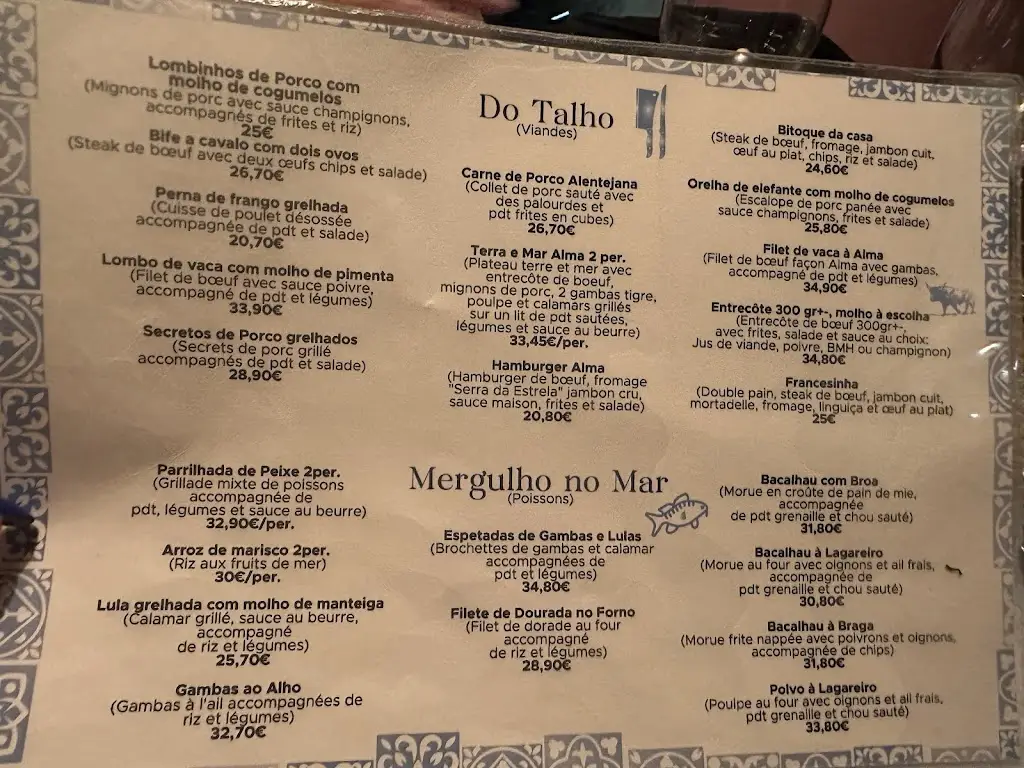 Lombinhos de Porco com
molho de cogumelos
(Mignons de porc avec sauce champignons,
accompagnés de frites et riz)
25€
Bife a cavalo com dois ovos
(Steak de bœuf avec deux œufs chips et salade)
26,70€
Perna de frango grelhada
(Cuisse de poulet désossée
accompagnée de pdt et salade)
20,70€
Lombo de vaca com molho de pimenta
(Filet de bœuf avec sauce poivre,
accompagné de pdt et légumes)
33,90€
Secretos de Porco grelhados
(Secrets de porc grillé
accompagnés de pdt et salade)
28,90€
Do Talho
(Viandes)
Carne de Porco Alentejana
(Collet de porc sauté avec
des palourdes et
pdt frites en cubes)
26,70€
Terra e Mar Alma 2 per.
(Plateau terre et mer avec
entrecôte de boeuf,
mignons de porc, 2 gambas tigre,
poulpe et calamars grillés
sur un lit de pdt sautées,
légumes et sauce au beurre)
33,45€/per.
Hamburger Alma
(Hamburger de bœuf, fromage
"Serra da Estrela" jambon cru,
sauce maison, frites et salade)
20,80€
Bitoque da casa
(Steak de bœuf, fromage, jambon cuit,
œuf au plat, chips, riz et salade)
24,60€
Orelha de elefante com molho de cogumelos
(Escalope de porc panée avec
sauce champignons, frites et salade)
25,80€
Filet de vaca à Alma
(Filet de bœuf façon Alma avec gambas,
accompagné de pdt et légumes)
34,90€
Entrecôte 300 gr+-, molho à escolha
(Entrecôte de bœuf 300gr+-,
avec frites, salade et sauce au choix:
Jus de viande, poivre, BMH ou champignon)
34,80€
Francesinha
(Double pain, steak de bœuf, jambon cuit,
mortadelle, fromage, linguiça et œuf au plat)
25€
Parrilhada de Peixe 2per.
(Grillade mixte de poissons
accompagnée de
pdt, légumes et sauce au beurre)
32,90€/per.
Arroz de marisco 2per.
(Riz aux fruits de mer)
30€/per.
Lula grelhada com molho de manteiga
(Calamar grillé, sauce au beurre,
accompagné
de riz et légumes)
25,70€
Gambas ao Alho
(Gambas à l'ail accompagnées de
riz et légumes)
32,70€
Mergulho no Mar
(Poissons)
Espetadas de Gambas e Lulas
(Brochettes de gambas et calamar
accompagnées de
pdt et légumes)
34,80€
Filete de Dourada no Forno
(Filet de dorade au four
accompagné
de riz et légumes)
28,90€
Bacalhau com Broa
(Morue en croûte de pain de mie,
accompagnée
de pdt grenaille et chou sauté)
31,80€
Bacalhau à Lagareiro
(Morue au four avec oignons et ail frais,
accompagnée de
pdt grenaille et chou sauté)
30,80€
Bacalhau à Braga
(Morue frite nappée avec poivrons et oignons,
accompagnée de chips)
31,80€
Polvo à Lagareiro
(Poulpe au four avec oignons et ail frais,
pdt grenaille et chou sauté)
33,80€